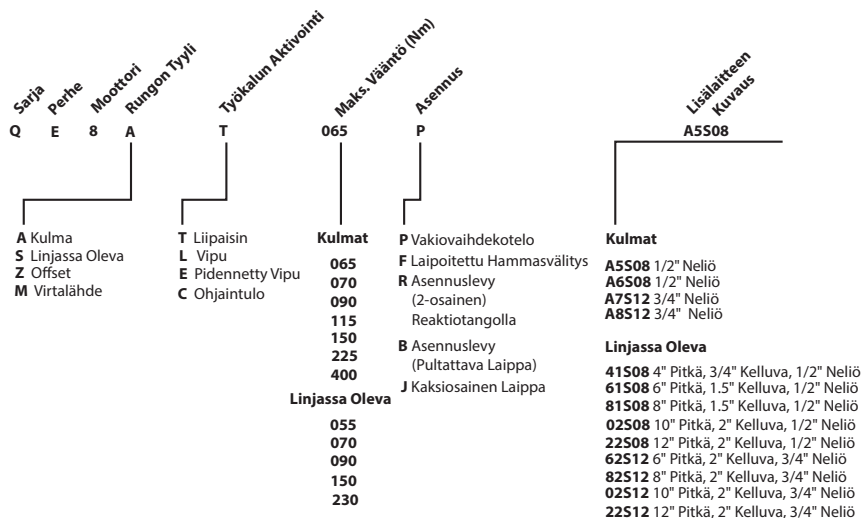 Sarja
Perhe
Moottori
Rungon Tyyli
Työkalun Aktivointi
Maks. Vääntö (Nm)
Asennus
Lisälaitteen
Kuvaus
Q E 8 A T 065 P A5S08
A Kulma
S Linjassa Oleva
Z Offset
M Virtalähde
T Liipaisin
L Vipu
E Pidennetty Vipu
C Ohjaintulo
Kulmat
065
070
090
115
150
225
400
Linjassa Oleva
055
070
090
150
230
P Vakiovaihdekotelo
F Laipoitettu Hammasvälitys
R Asennuslevy
(2-osainen)
Reaktiotangolla
B Asennuslevy
(Pultattava Laippa)
J Kaksiosainen Laippa
Kulmat
A5S08 1/2" Neliö
A6S08 1/2" Neliö
A7S12 3/4" Neliö
A8S12 3/4" Neliö
Linjassa Oleva
41S08 4" Pitkä, 3/4" Kelluva, 1/2" Neliö
61S08 6" Pitkä, 1.5" Kelluva, 1/2" Neliö
81S08 8" Pitkä, 1.5" Kelluva, 1/2" Neliö
02S08 10" Pitkä, 2" Kelluva, 1/2" Neliö
22S08 12" Pitkä, 2" Kelluva, 1/2" Neliö
62S12 6" Pitkä, 2" Kelluva, 3/4" Neliö
82S12 8" Pitkä, 2" Kelluva, 3/4" Neliö
02S12 10" Pitkä, 2" Kelluva, 3/4" Neliö
22S12 12" Pitkä, 2" Kelluva, 3/4" Neliö